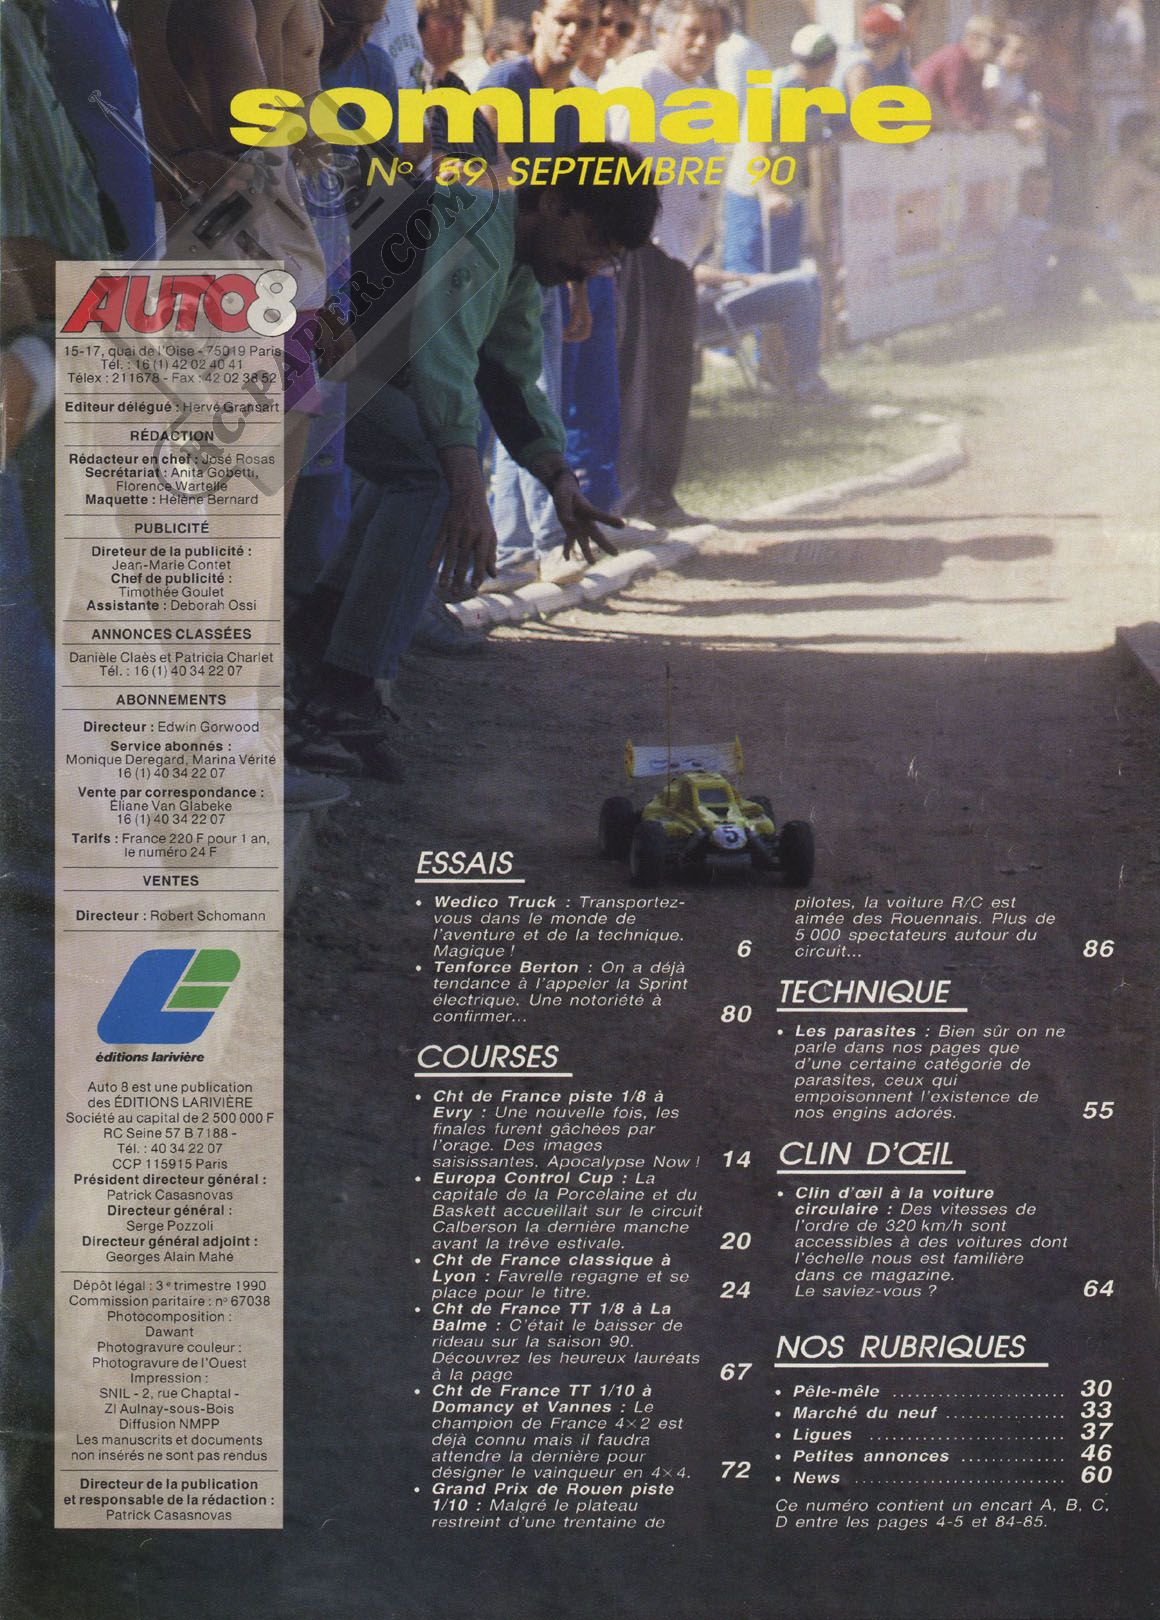 sommaire
N° 89 SEPTEMBRE 90
AUTO8
15-17, quai de l'Oise - 75019 Paris
Tél. : 16 (1) 42 02 40 41
Télex : 211678 - Fax : 42 02 38 52
Editeur délégué : Hervé Gransart
RÉDACTION
Rédacteur en chef : José Rosas
Secrétariat : Anita Gobetti,
Florence Wartelle
Maquette : Hélène Bernard
PUBLICITÉ
Direteur de la publicité :
Jean-Marie Contet
Chef de publicité :
Timothée Goulet
Assistante : Deborah Ossi
ANNONCES CLASSÉES
Danièle Claès et Patricia Charlet
Tél. : 16 (1) 40 34 22 07
ABONNEMENTS
Directeur : Edwin Gorwood
Service abonnés :
Monique Deregard, Marina Vérité
16 (1) 40 34 22 07
Vente par correspondance :
Éliane Van Glabeke
16 (1) 40 34 22 07
Tarifs : France 220 F pour 1 an,
le numéro 24 F
VENTES
Directeur : Robert Schomann
éditions larivière
Auto 8 est une publication
des ÉDITIONS LARIVIÈRE
Société au capital de 2 500 000 F
RC Seine 57 B 7188 -
Tél. : 40 34 22 07
CCP 115915 Paris
Président directeur général :
Patrick Casasnovas
Directeur général :
Serge Pozzoli
Directeur général adjoint :
Georges Alain Mahé
Dépôt légal : 3e trimestre 1990
Commission paritaire : n° 67038
Photocomposition :
Dawant
Photogravure couleur :
Photogravure de l'Ouest
Impression :
SNIL - 2, rue Chaptal -
ZI Aulnay-sous-Bois
Diffusion NMPP
Les manuscrits et documents
non insérés ne sont pas rendus
Directeur de la publication
et responsable de la rédaction :
Patrick Casasnovas
RC-PAPER.COM
5
ESSAIS
• Wedico Truck : Transportez-
vous dans le monde de
l'aventure et de la technique.
Magique ! 6
• Tenforce Berton : On a déjà
tendance à l'appeler la Sprint
électrique. Une notoriété à
confirmer... 80
COURSES
• Cht de France piste 1/8 à
Evry : Une nouvelle fois, les
finales furent gâchées par
l'orage. Des images
saisissantes. Apocalypse Now ! 14
• Europa Control Cup : La
capitale de la Porcelaine et du
Baskett accueillait sur le circuit
Calberson la dernière manche
avant la trêve estivale. 20
• Cht de France classique à
Lyon : Favrelle regagne et se
place pour le titre. 24
• Cht de France TT 1/8 à La
Balme : C'était le baisser de
rideau sur la saison 90.
Découvrez les heureux lauréats
à la page 67
• Cht de France TT 1/10 à
Domancy et Vannes : Le
champion de France 4×2 est
déjà connu mais il faudra
attendre la dernière pour
désigner le vainqueur en 4×4. 72
• Grand Prix de Rouen piste
1/10 : Malgré le plateau
restreint d'une trentaine de
pilotes, la voiture R/C est
aimée des Rouennais. Plus de
5 000 spectateurs autour du
circuit... 86
TECHNIQUE
• Les parasites : Bien sûr on ne
parle dans nos pages que
d'une certaine catégorie de
parasites, ceux qui
empoisonnent l'existence de
nos engins adorés. 55
CLIN D'ŒIL
• Clin d'œil à la voiture
circulaire : Des vitesses de
l'ordre de 320 km/h sont
accessibles à des voitures dont
l'échelle nous est familière
dans ce magazine.
Le saviez-vous ? 64
NOS RUBRIQUES
• Pêle-mêle ........................ 30
• Marché du neuf ................ 33
• Ligues ........................... 37
• Petites annonces .............. 46
• News ............................. 60
Ce numéro contient un encart A, B, C,
D entre les pages 4-5 et 84-85.